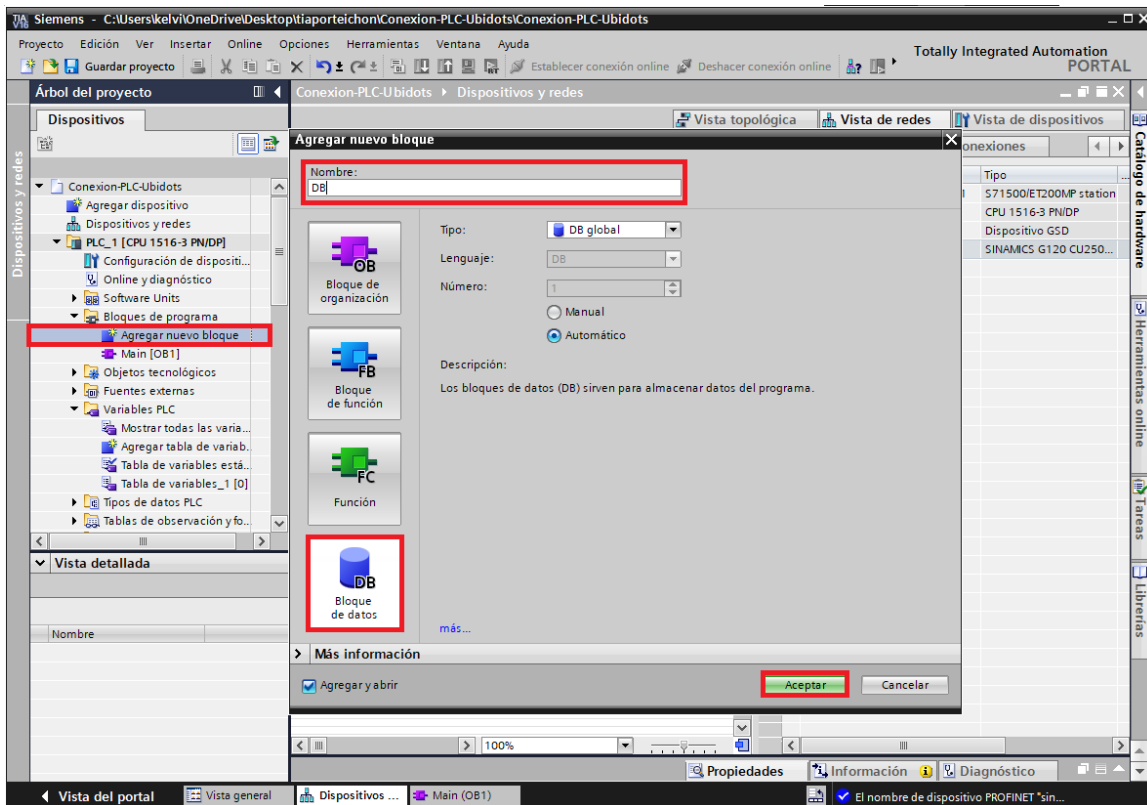 Siemens - C:\Users\kelvi\OneDrive\Desktop\tiaporteichon\Conexion-PLC-Ubidots\Conexion-PLC-Ubidots
Proyecto Edición Ver Insertar Online Opciones Herramientas Ventana Ayuda
Totally Integrated Automation
PORTAL
Guardar proyecto
Establecer conexión online
Deshacer conexión online
Árbol del proyecto
Conexion-PLC-Ubidots
Dispositivos y redes
Dispositivos
Vista topológica
Vista de redes
Vista de dispositivos
Dispositivos y redes
Conexion-PLC-Ubidots
Agregar dispositivo
Dispositivos y redes
PLC_1 [CPU 1516-3 PN/DP]
Configuración de dispositi...
Online y diagnóstico
Software Units
Bloques de programa
Agregar nuevo bloque
Main [OB1]
Objetos tecnológicos
Fuentes externas
Variables PLC
Mostrar todas las varia...
Agregar tabla de variab..
Tabla de variables está..
Tabla de variables_1 [0]
Tipos de datos PLC
Tablas de observación y fo..
Vista detallada
Nombre
Agregar nuevo bloque
Nombre:
DB
OB
Bloque de
organización
FB
Bloque
de función
FC
Función
DB
Bloque
de datos
Tipo:
DB global
Lenguaje:
DB
Número:
1
Manual
Automático
Descripción:
Los bloques de datos (DB) sirven para almacenar datos del programa.
más...
Más información
Agregar y abrir
Aceptar
Cancelar
onexiones
Tipo
...
S71500/ET200MP station
CPU 1516-3 PN/DP
Dispositivo GSD
SINAMICS G120 CU250...
Catálogo de hardware
Herramientas online
Tareas
Librerías
100%
Propiedades
Información
Diagnóstico
Vista del portal
Vista general
Dispositivos ...
Main (OB1)
El nombre de dispositivo PROFINET "sin...